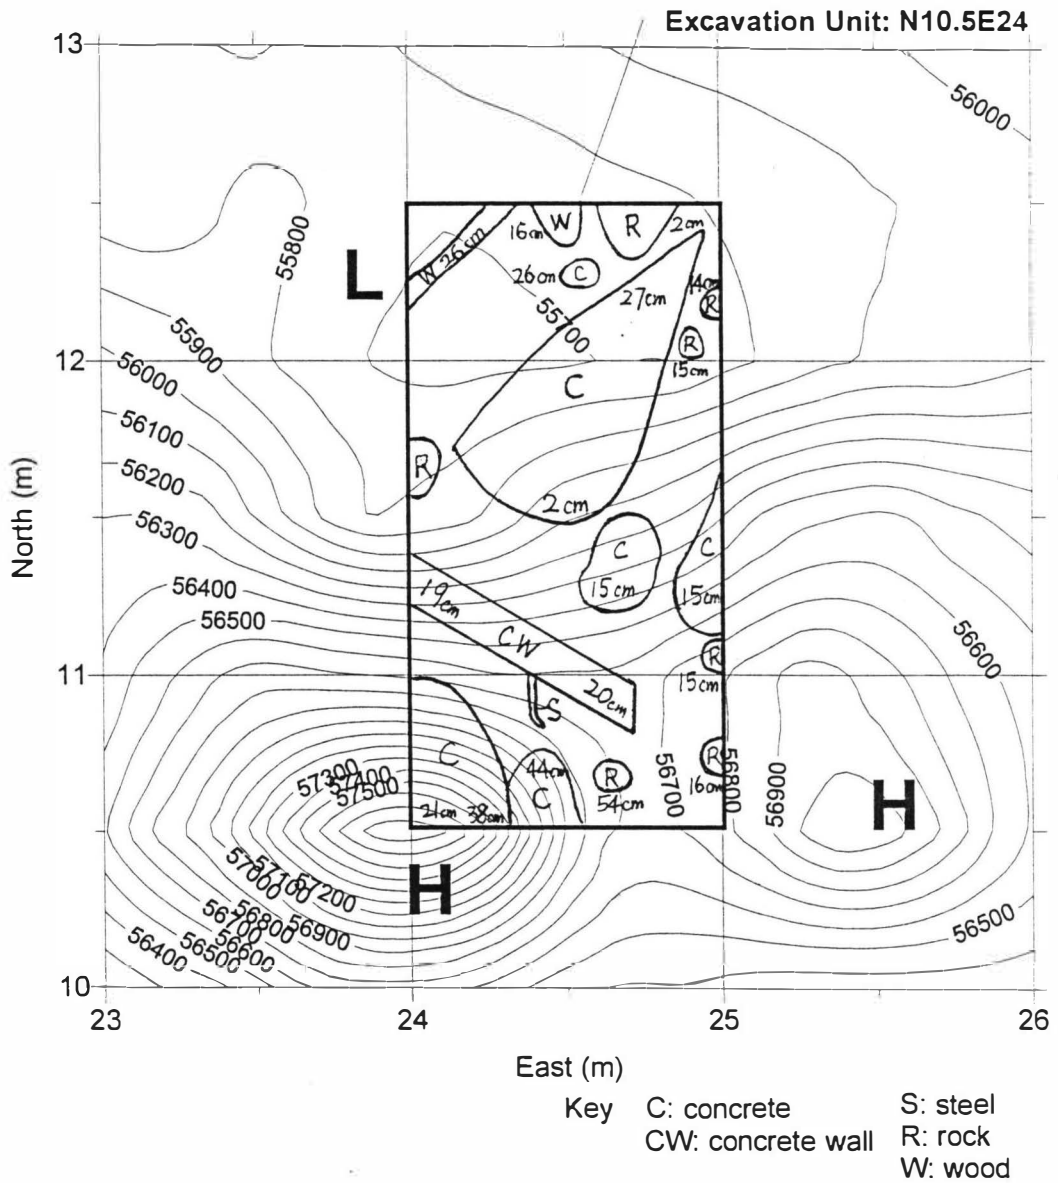 Excavation Unit: N10.5E24
13
56000
55800
L
W 26cm
16cm
W
R
2cm
26cm
C
27cm
14cm
R
55700
R
15cm
55900
12
56000
C
56100
R
56200
2cm
56300
C
15cm
C
15cm
North (m)
56400
19cm
56500
CW
R
56600
11
15cm
20cm
S
C
R
44cm
C
R
54cm
16cm
56700
56800
56900
H
57300
57400
57500
21cm
38cm
H
57000
57100
57200
56700
56800
56900
56400
56500
56600
56500
10
23
24
25
26
East (m)
Key
C: concrete
S: steel
CW: concrete wall
R: rock
W: wood